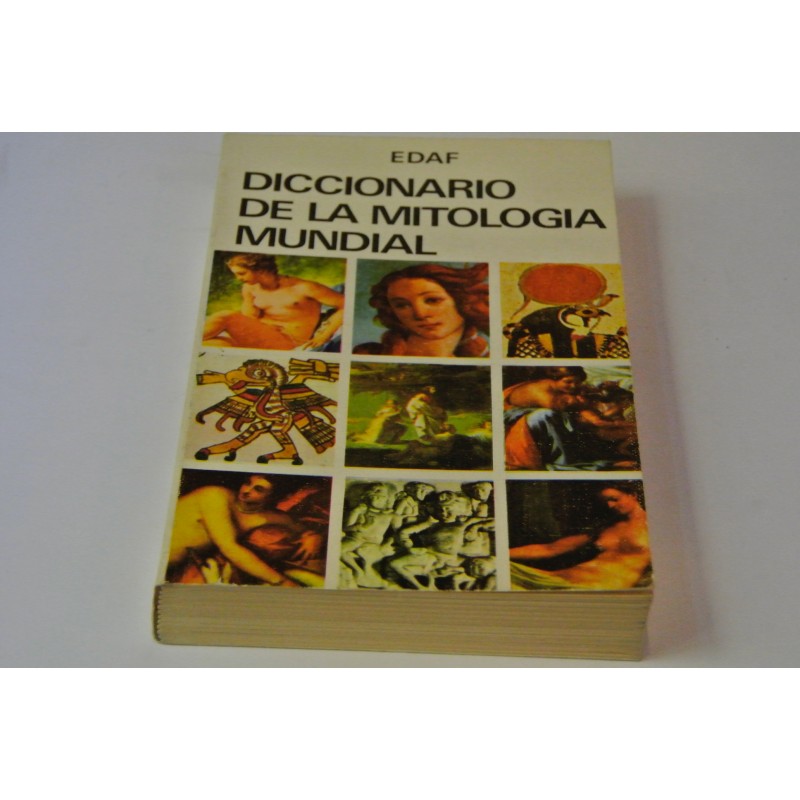 EDAF
DICCIONARIO
DE LA MITOLOGIA
MUNDIAL